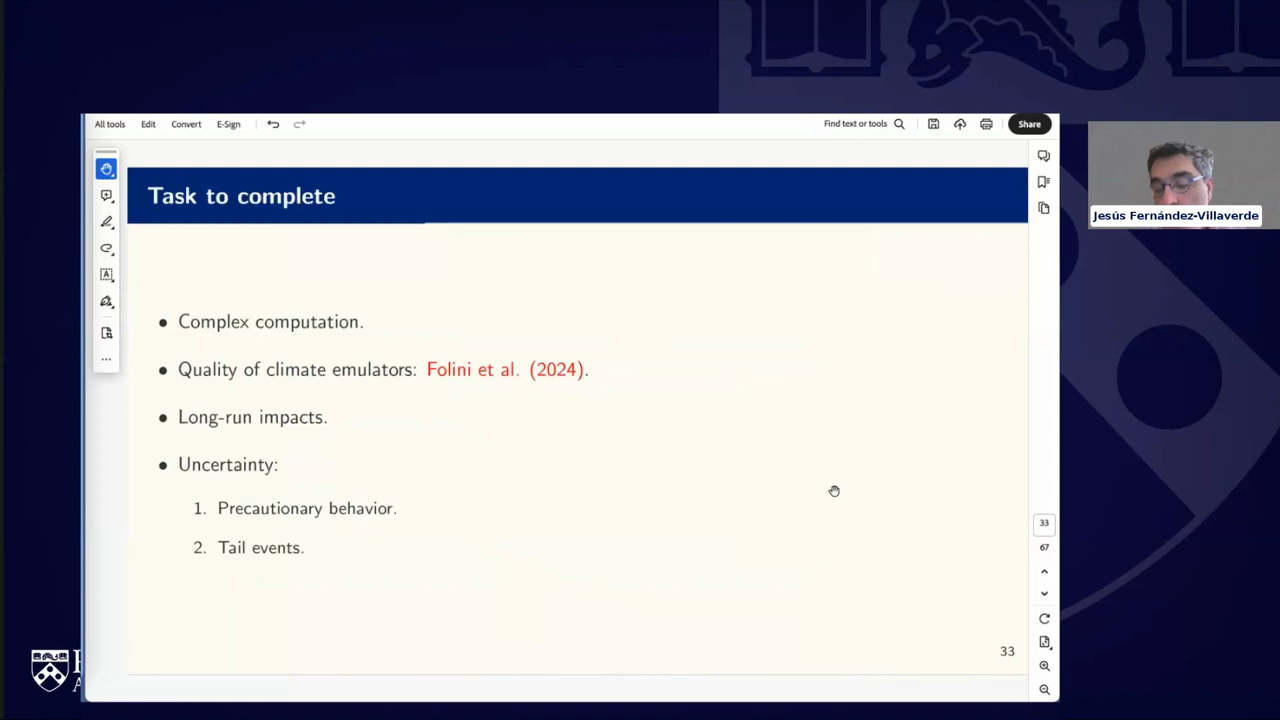 All tools Edit Convert E-Sign Find text or tools Share
Task to complete
Jesús Fernández-Villaverde
• Complex computation.
• Quality of climate emulators: Folini et al. (2024).
• Long-run impacts.
• Uncertainty:
1. Precautionary behavior.
2. Tail events.
33
67
33